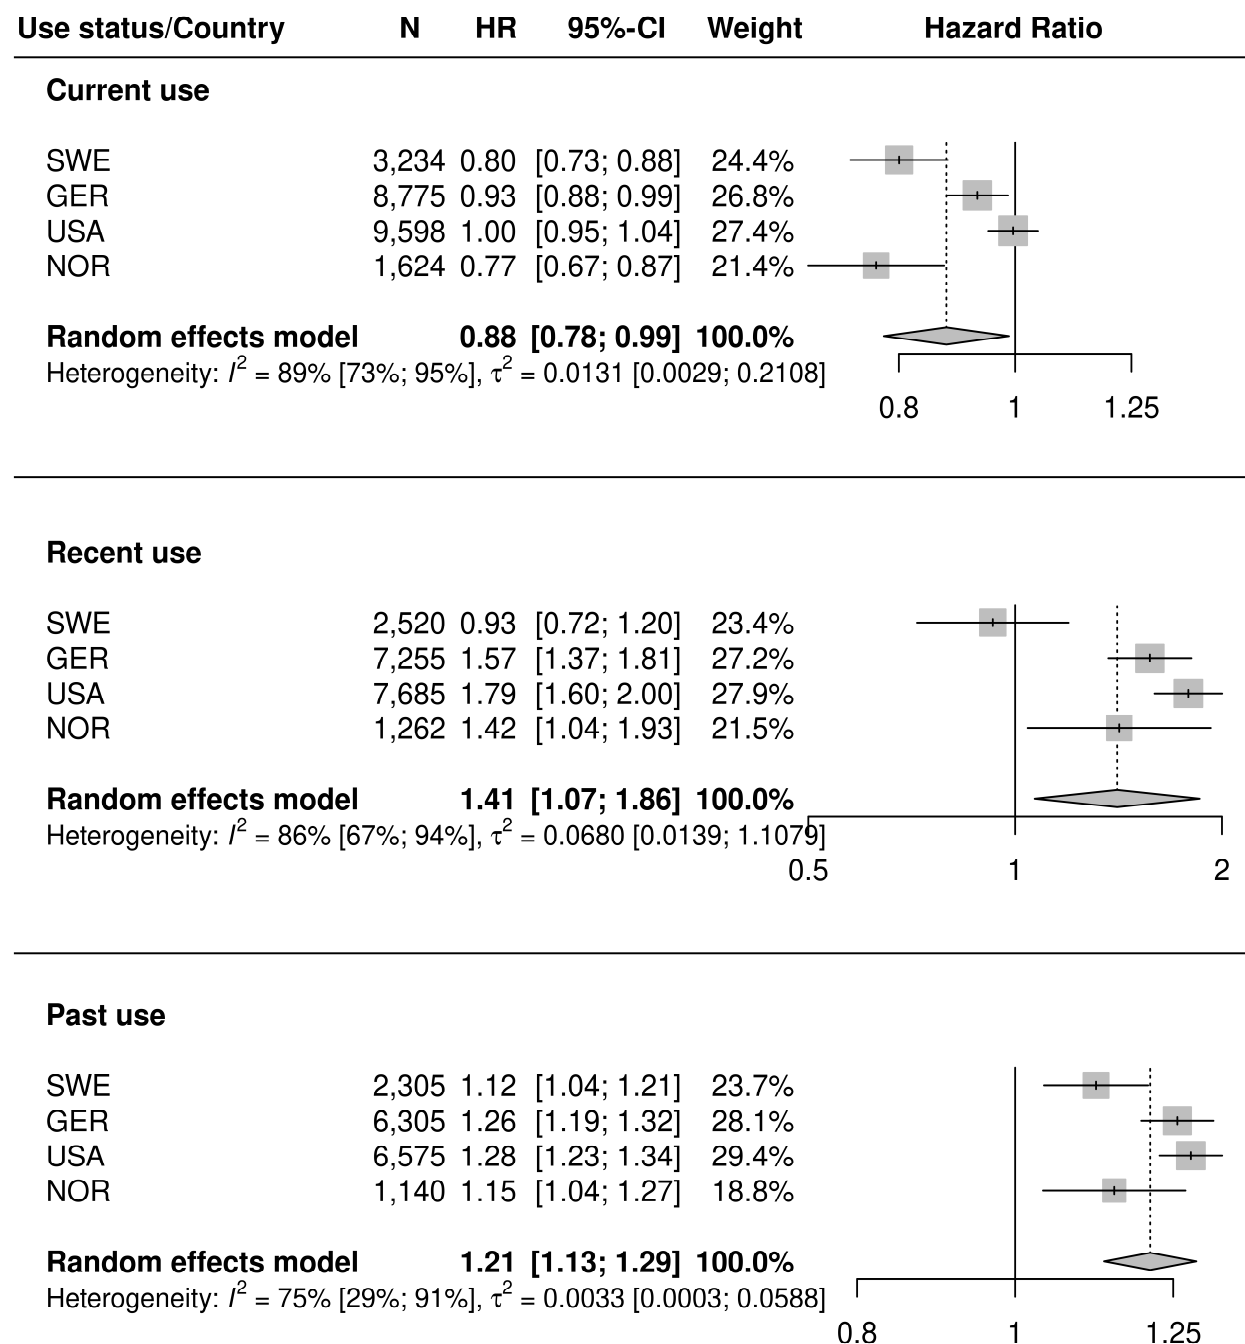 Use status/Country N HR 95%-CI Weight Hazard Ratio
Current use
SWE 3,234 0.80 [0.73; 0.88] 24.4%
GER 8,775 0.93 [0.88; 0.99] 26.8%
USA 9,598 1.00 [0.95; 1.04] 27.4%
NOR 1,624 0.77 [0.67; 0.87] 21.4%
Random effects model 0.88 [0.78; 0.99] 100.0%
Heterogeneity: I² = 89% [73%; 95%], τ² = 0.0131 [0.0029; 0.2108]
0.8 1 1.25
Recent use
SWE 2,520 0.93 [0.72; 1.20] 23.4%
GER 7,255 1.57 [1.37; 1.81] 27.2%
USA 7,685 1.79 [1.60; 2.00] 27.9%
NOR 1,262 1.42 [1.04; 1.93] 21.5%
Random effects model 1.41 [1.07; 1.86] 100.0%
Heterogeneity: I² = 86% [67%; 94%], τ² = 0.0680 [0.0139; 1.1079]
0.5 1 2
Past use
SWE 2,305 1.12 [1.04; 1.21] 23.7%
GER 6,305 1.26 [1.19; 1.32] 28.1%
USA 6,575 1.28 [1.23; 1.34] 29.4%
NOR 1,140 1.15 [1.04; 1.27] 18.8%
Random effects model 1.21 [1.13; 1.29] 100.0%
Heterogeneity: I² = 75% [29%; 91%], τ² = 0.0033 [0.0003; 0.0588]
0.8 1 1.25